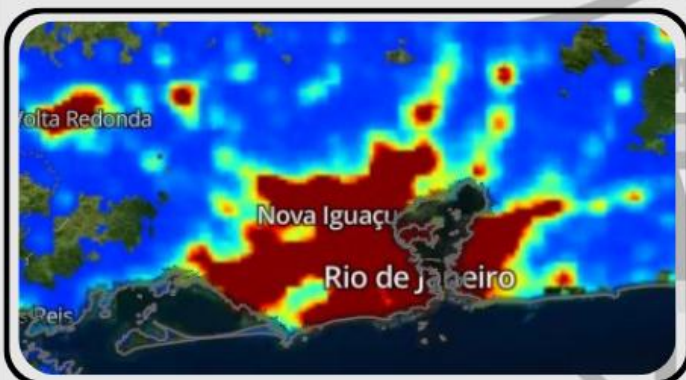 Volta Redonda
Nova Iguaçu
Rio de Janeiro
s Reis